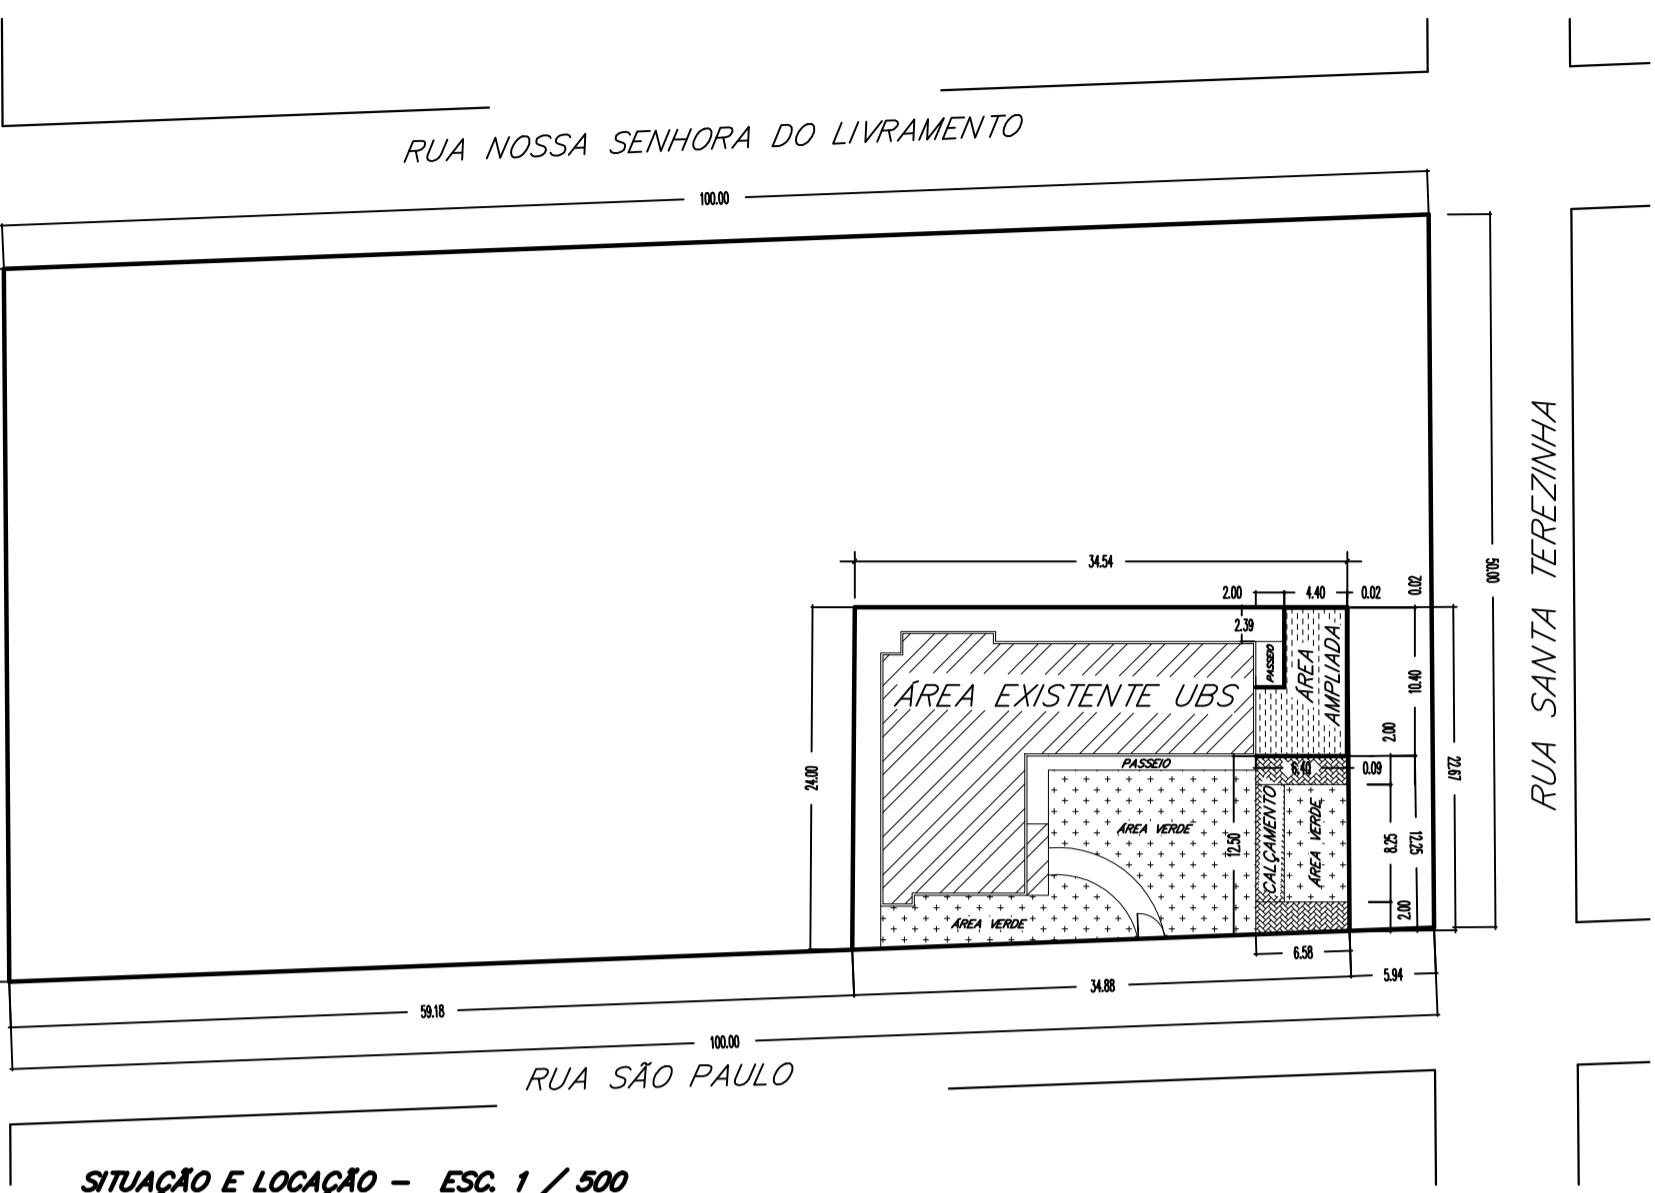 RUA NOSSA SENHORA DO LIVRAMENTO
100.00
50.00
RUA SANTA TEREZINHA
34.54
2.00
4.40
0.02
0.02
2.39
PASSEIO
ÁREA
AMPLIADA
10.40
ÁREA EXISTENTE UBS
2.00
24.00
PASSEIO
6.40
0.09
22.67
ÁREA VERDE
12.50
CALÇAMENTO
ÁREA VERDE
8.25
12.25
ÁREA VERDE
2.00
6.58
5.94
34.88
59.18
100.00
RUA SÃO PAULO
SITUAÇÃO E LOCAÇÃO - ESC. 1 / 500